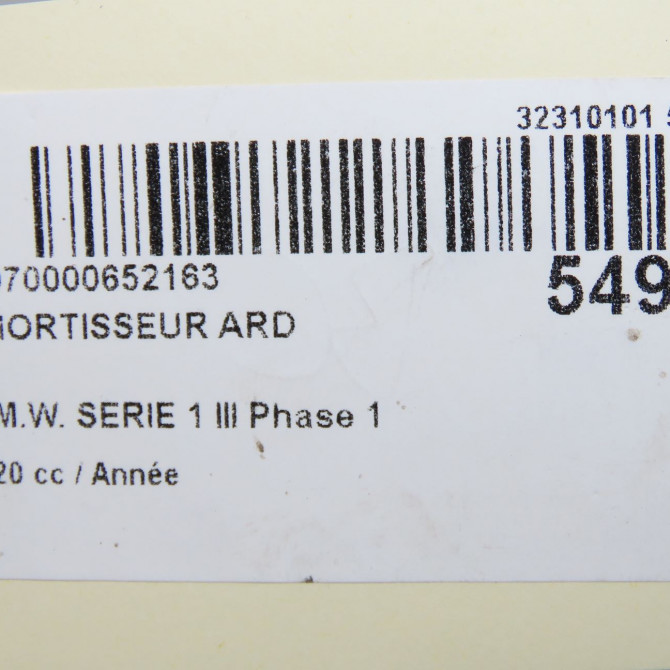 32310101
070000652163
549
MORTISSEUR ARD
M.W. SERIE 1 III Phase 1
20 cc / Année